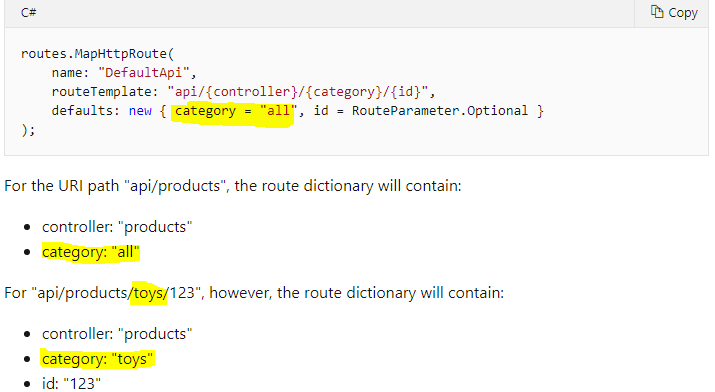 C#
Copy
routes.MapHttpRoute(
    name: "DefaultApi",
    routeTemplate: "api/{controller}/{category}/{id}",
    defaults: new { category = "all", id = RouteParameter.Optional }
);
For the URI path "api/products", the route dictionary will contain:
• controller: "products"
• category: "all"
For "api/products/toys/123", however, the route dictionary will contain:
• controller: "products"
• category: "toys"
• id: "123"